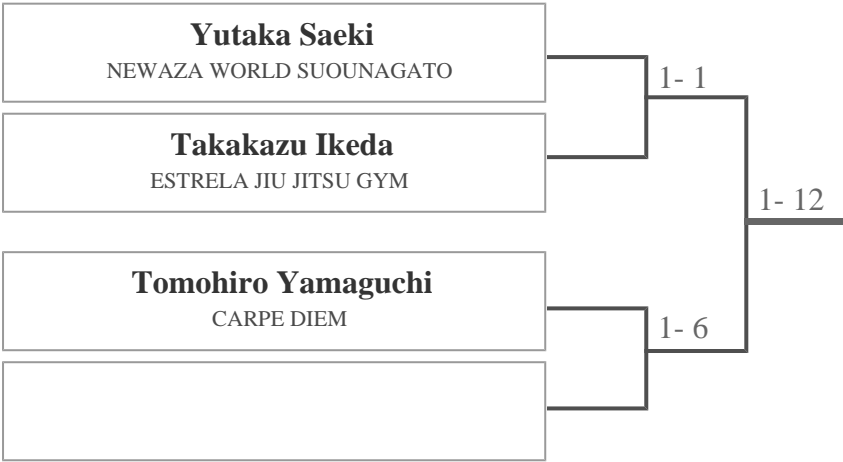 Yutaka Saeki
NEWAZA WORLD SUOUNAGATO
1- 1
Takakazu Ikeda
ESTRELA JIU JITSU GYM
1- 12
Tomohiro Yamaguchi
CARPE DIEM
1- 6